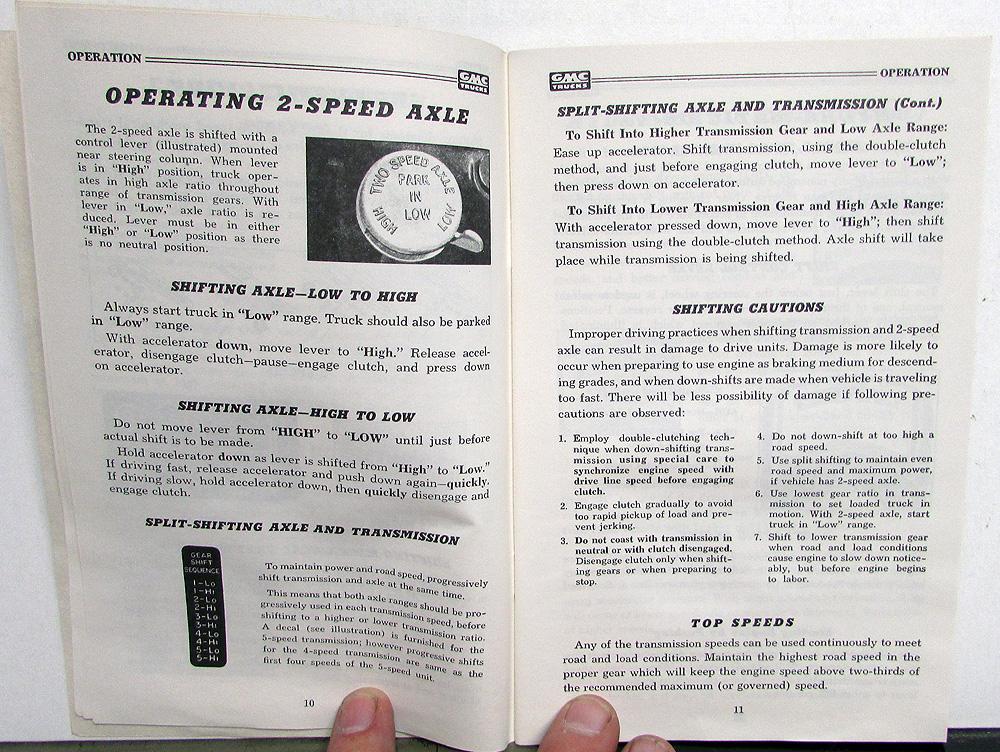 OPERATION
GMC
TRUCKS
OPERATING 2-SPEED AXLE
The 2-speed axle is shifted with a
control lever (illustrated) mounted
near steering column. When lever
is in "High" position, truck oper-
ates in high axle ratio throughout
range of transmission gears. With
lever in "Low," axle ratio is re-
duced. Lever must be in either
"High" or "Low" position as there
is no neutral position.
TWO SPEED AXLE
PARK
IN
LOW
HIGH
LOW
SHIFTING AXLE—LOW TO HIGH
Always start truck in "Low" range. Truck should also be parked
in "Low" range.
With accelerator down, move lever to "High." Release accel-
erator, disengage clutch—pause—engage clutch, and press down
on accelerator.
SHIFTING AXLE—HIGH TO LOW
Do not move lever from "HIGH" to "LOW" until just before
actual shift is to be made.
Hold accelerator down as lever is shifted from "High" to "Low."
If driving fast, release accelerator and push down again—quickly.
If driving slow, hold accelerator down, then quickly disengage and
engage clutch.
SPLIT-SHIFTING AXLE AND TRANSMISSION
GEAR
SHIFT
SEQUENCE
1-Lo
1-Hi
2-Lo
2-Hi
3-Lo
3-Hi
4-Lo
4-Hi
5-Lo
5-Hi
To maintain power and road speed, progressively
shift transmission and axle at the same time.
This means that both axle ranges should be pro-
gressively used in each transmission speed, before
shifting to a higher or lower transmission ratio.
A decal (see illustration) is furnished for the
5-speed transmission; however progressive shifts
for the 4-speed transmission are same as the
first four speeds of the 5-speed unit.
10
GMC
TRUCKS
OPERATION
SPLIT-SHIFTING AXLE AND TRANSMISSION (Cont.)
To Shift Into Higher Transmission Gear and Low Axle Range:
Ease up accelerator. Shift transmission, using the double-clutch
method, and just before engaging clutch, move lever to "Low";
then press down on accelerator.
To Shift Into Lower Transmission Gear and High Axle Range:
With accelerator pressed down, move lever to "High"; then shift
transmission using the double-clutch method. Axle shift will take
place while transmission is being shifted.
SHIFTING CAUTIONS
Improper driving practices when shifting transmission and 2-speed
axle can result in damage to drive units. Damage is more likely to
occur when preparing to use engine as braking medium for descend-
ing grades, and when down-shifts are made when vehicle is traveling
too fast. There will be less possibility of damage if following pre-
cautions are observed:
1. Employ double-clutching tech-
nique when down-shifting trans-
mission using special care to
synchronize engine speed with
drive line speed before engaging
clutch.
2. Engage clutch gradually to avoid
too rapid pickup of load and pre-
vent jerking.
3. Do not coast with transmission in
neutral or with clutch disengaged.
Disengage clutch only when shift-
ing gears or when preparing to
stop.
4. Do not down-shift at too high a
road speed.
5. Use split shifting to maintain even
road speed and maximum power,
if vehicle has 2-speed axle.
6. Use lowest gear ratio in trans-
mission to set loaded truck in
motion. With 2-speed axle, start
truck in "Low" range.
7. Shift to lower transmission gear
when road and load conditions
cause engine to slow down notice-
ably, but before engine begins
to labor.
TOP SPEEDS
Any of the transmission speeds can be used continuously to meet
road and load conditions. Maintain the highest road speed in the
proper gear which will keep the engine speed above two-thirds of
the recommended maximum (or governed) speed.
11